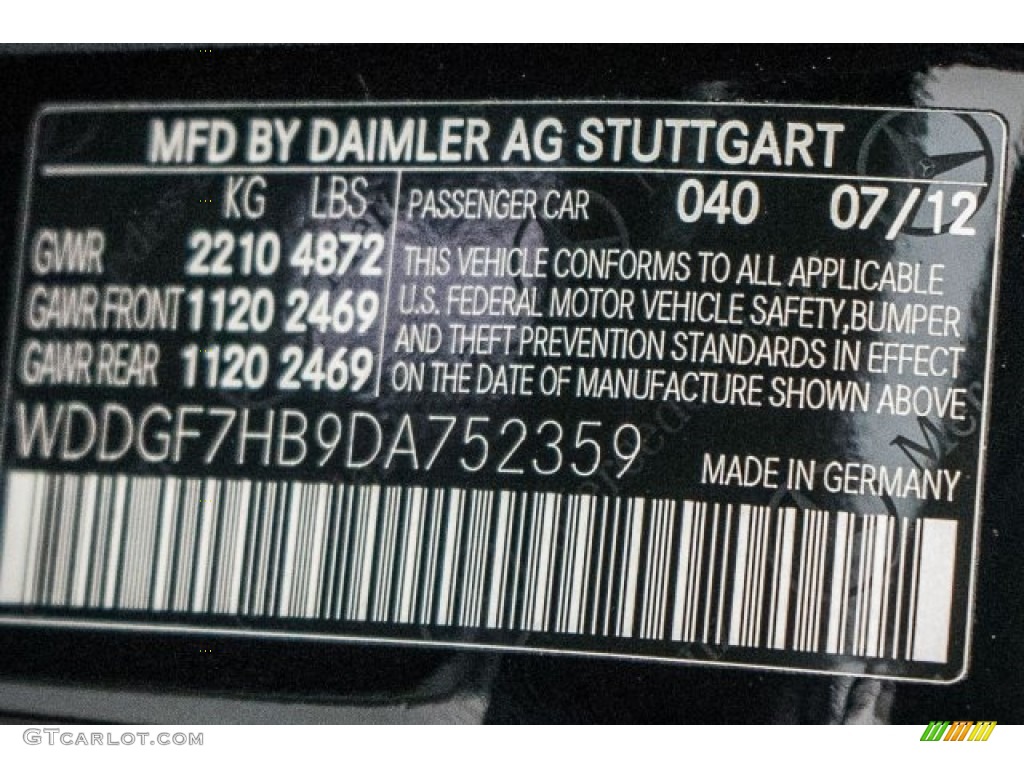 MFD BY DAIMLER AG STUTTGART
KG LBS
GVWR 2210 4872
GAWR FRONT 1120 2469
GAWR REAR 1120 2469
PASSENGER CAR 040 07/12
THIS VEHICLE CONFORMS TO ALL APPLICABLE
U.S. FEDERAL MOTOR VEHICLE SAFETY,BUMPER
AND THEFT PREVENTION STANDARDS IN EFFECT
ON THE DATE OF MANUFACTURE SHOWN ABOVE
WDDGF7HB9DA752359
MADE IN GERMANY
GTcarlot.com